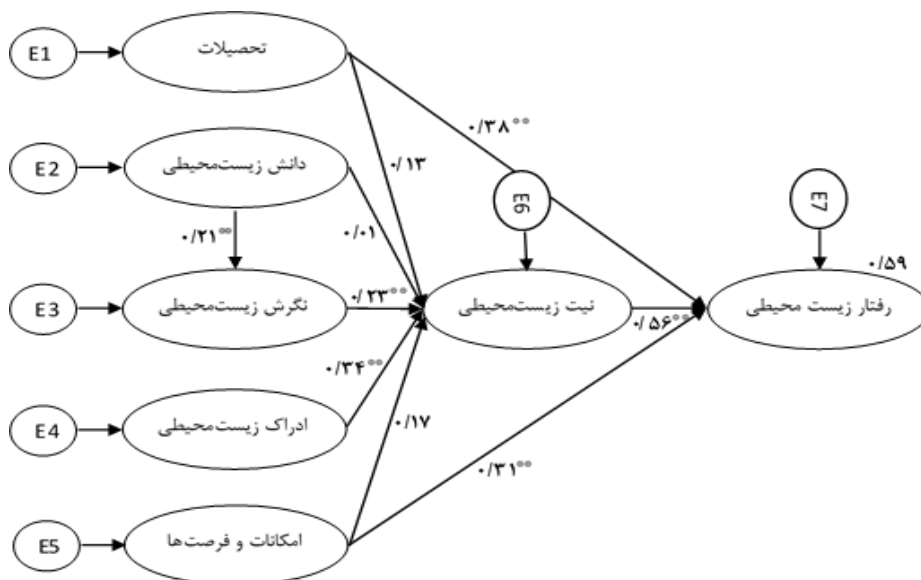 E1
تحصیلات
۰/۳۸**
۰/۱۳
E2
دانش زیست‌محیطی
E6
E7
۰/۲۱**
۰/۰۱
۰/۵۹
E3
نگرش زیست‌محیطی
۰/۲۳**
نیت زیست‌محیطی
۰/۵۶**
رفتار زیست محیطی
۰/۳۴**
E4
ادراک زیست‌محیطی
۰/۱۷
۰/۳۱**
E5
امکانات و فرصت‌ها